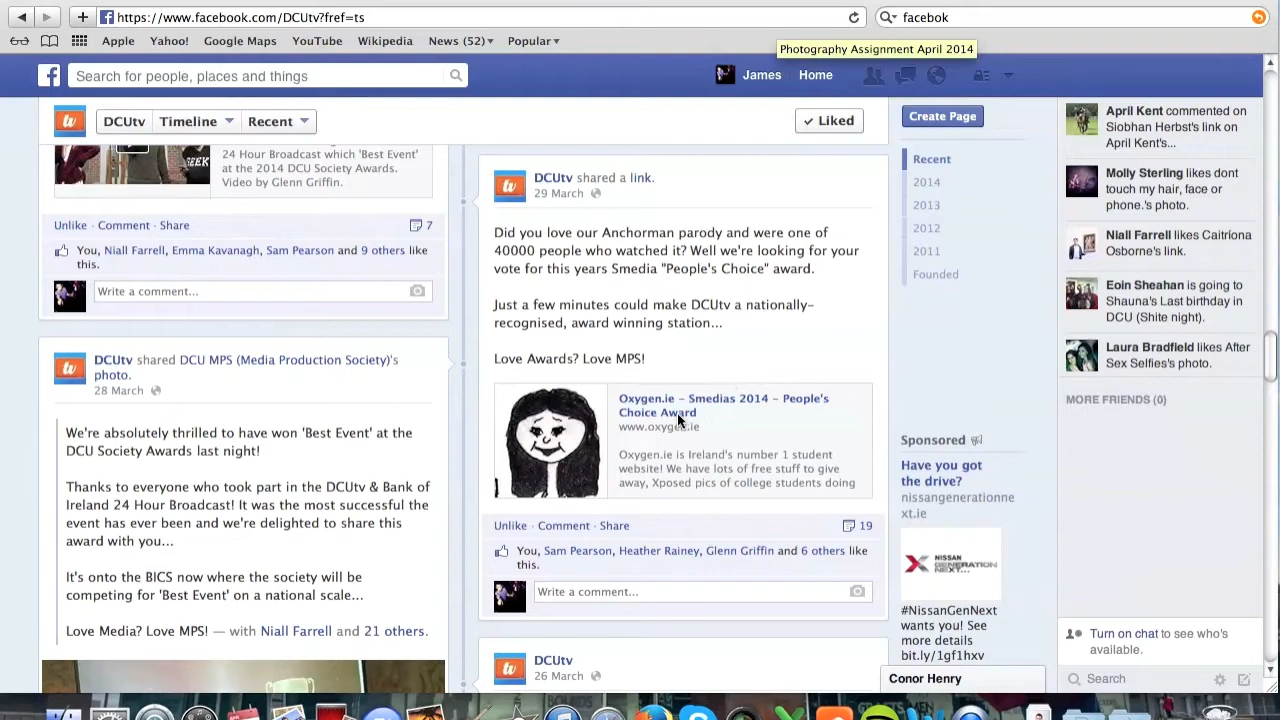 https://www.facebook.com/DCUtv?fref=ts
facebok
Apple Yahoo! Google Maps YouTube Wikipedia News (52) Popular
Photography Assignment April 2014
Search for people, places and things
James Home
DCUtv Timeline Recent
Liked
24 Hour Broadcast which 'Best Event'
at the 2014 DCU Society Awards.
Video by Glenn Griffin.
GEEK
Unlike · Comment · Share
7
You, Niall Farrell, Emma Kavanagh, Sam Pearson and 9 others like
this.
Write a comment...
tv
DCUtv shared DCU MPS (Media Production Society)'s
photo.
28 March
We're absolutely thrilled to have won 'Best Event' at the
DCU Society Awards last night!
Thanks to everyone who took part in the DCUtv & Bank of
Ireland 24 Hour Broadcast! It was the most successful the
event has ever been and we're delighted to share this
award with you...
It's onto the BICS now where the society will be
competing for 'Best Event' on a national scale...
Love Media? Love MPS! — with Niall Farrell and 21 others.
tv
DCUtv shared a link.
29 March
Did you love our Anchorman parody and were one of
40000 people who watched it? Well we're looking for your
vote for this years Smedia "People's Choice" award.
Just a few minutes could make DCUtv a nationally-
recognised, award winning station...
Love Awards? Love MPS!
Oxygen.ie - Smedias 2014 - People's
Choice Award
www.oxygen.ie
Oxygen.ie is Ireland's number 1 student
website! We have lots of free stuff to give
away, Xposed pics of college students doing
Unlike · Comment · Share
19
You, Sam Pearson, Heather Rainey, Glenn Griffin and 6 others like
this.
Write a comment...
tv
DCUtv
26 March
Create Page
Recent
2014
2013
2012
2011
Founded
Sponsored
Have you got
the drive?
nissangenerationne
xt.ie
NISSAN
GENERATION
NEXT...
#NissanGenNext
wants you! See
more details
bit.ly/1gf1hxv
April Kent commented on
Siobhan Herbst's link on
April Kent's...
Molly Sterling likes dont
touch my hair, face or
phone.'s photo.
Niall Farrell likes Caitríona
Osborne's link.
Eoin Sheahan is going to
Shauna's Last birthday in
DCU (Shite night).
Laura Bradfield likes After
Sex Selfies's photo.
MORE FRIENDS (0)
Turn on chat to see who's
available.
Search
Conor Henry